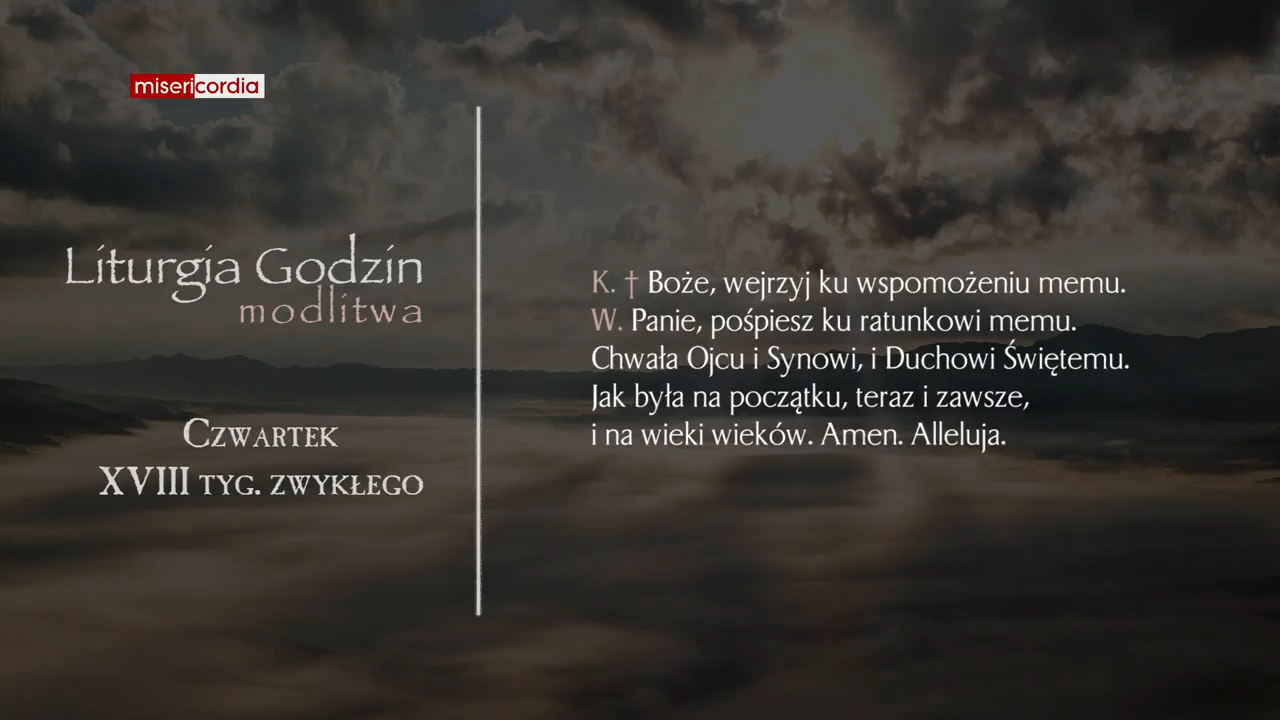 misericordia
Liturgia Godzin
modlitwa
Czwartek
XVIII tyg. zwykłego
K. † Boże, wejrzyj ku wspomożeniu memu.
W. Panie, pośpiesz ku ratunkowi memu.
Chwała Ojcu i Synowi, i Duchowi Świętemu.
Jak była na początku, teraz i zawsze,
i na wieki wieków. Amen. Alleluja.